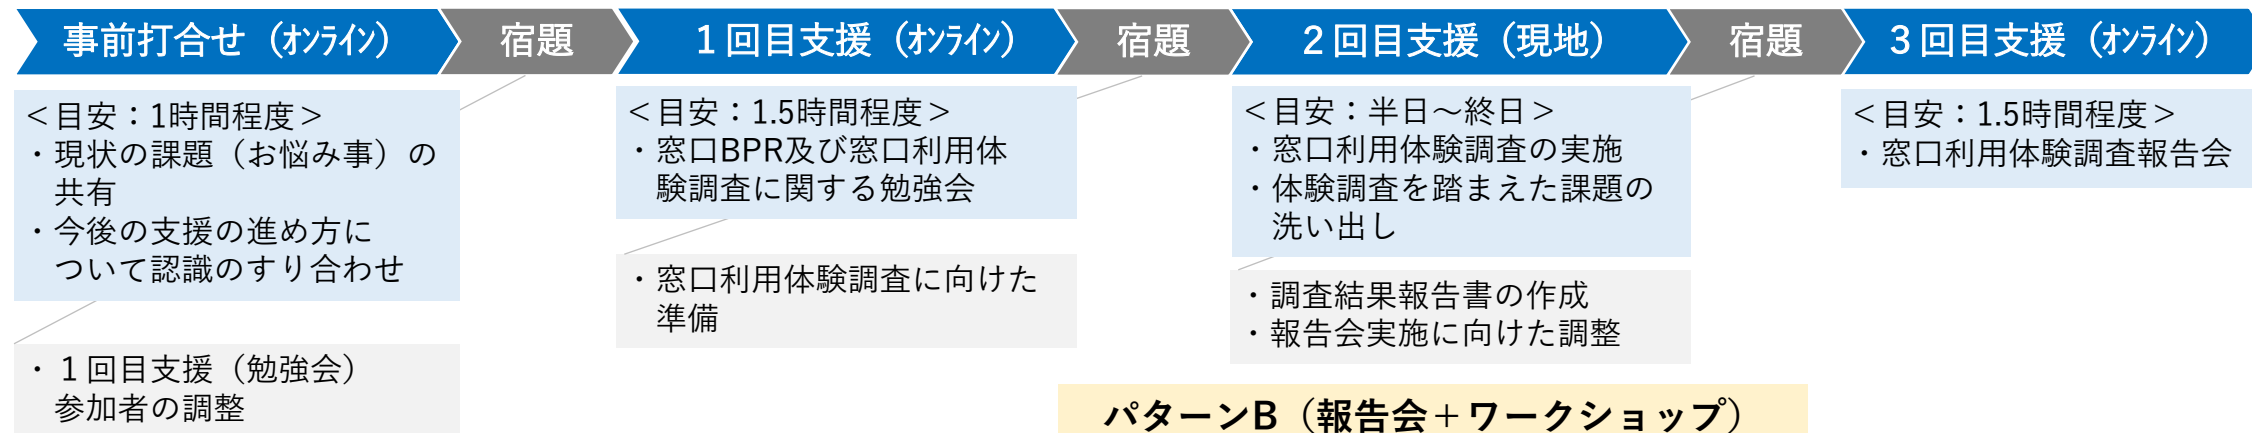 事前打合せ（ｵﾝﾗｲﾝ）
宿題
１回目支援（ｵﾝﾗｲﾝ）
宿題
２回目支援（現地）
宿題
３回目支援（ｵﾝﾗｲﾝ）
＜目安：1時間程度＞
・現状の課題（お悩み事）の
共有
・今後の支援の進め方に
ついて認識のすり合わせ
・１回目支援（勉強会）
参加者の調整
＜目安：1.5時間程度＞
・窓口BPR及び窓口利用体
験調査に関する勉強会
・窓口利用体験調査に向けた
準備
＜目安：半日～終日＞
・窓口利用体験調査の実施
・体験調査を踏まえた課題の
洗い出し
・調査結果報告書の作成
・報告会実施に向けた調整
＜目安：1.5時間程度＞
・窓口利用体験調査報告会
パターンB（報告会＋ワークショップ）